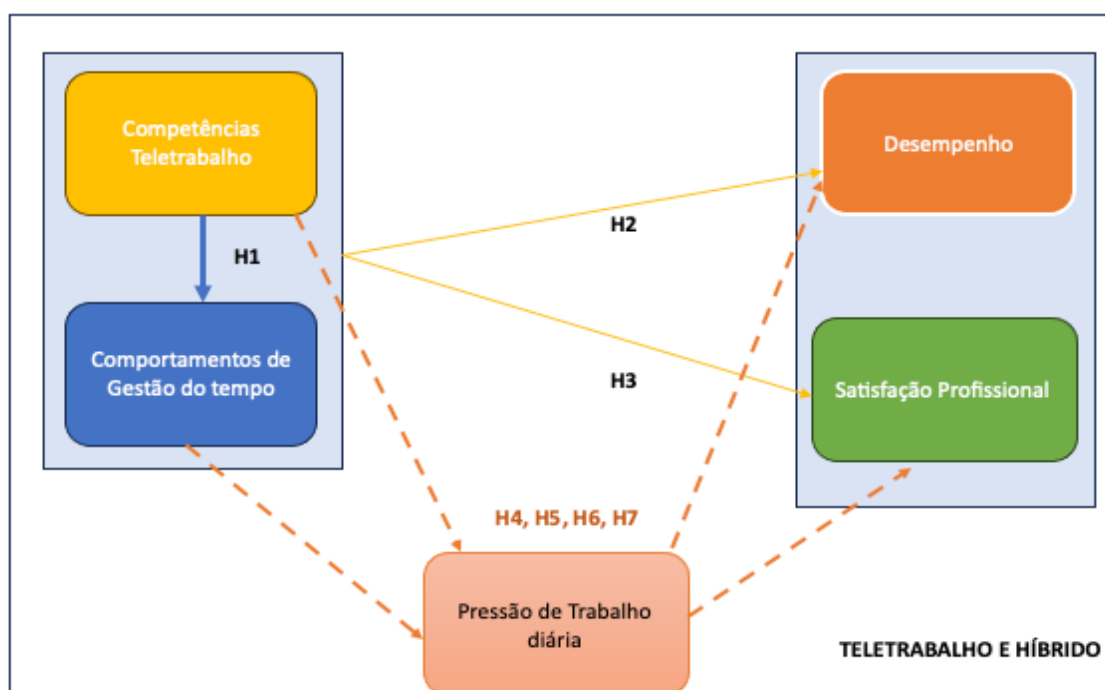 Competências
Teletrabalho
Desempenho
H2
H1
Comportamentos de
Gestão do tempo
H3
Satisfação Profissional
H4, H5, H6, H7
Pressão de Trabalho
diária
TELETRABALHO E HÍBRIDO